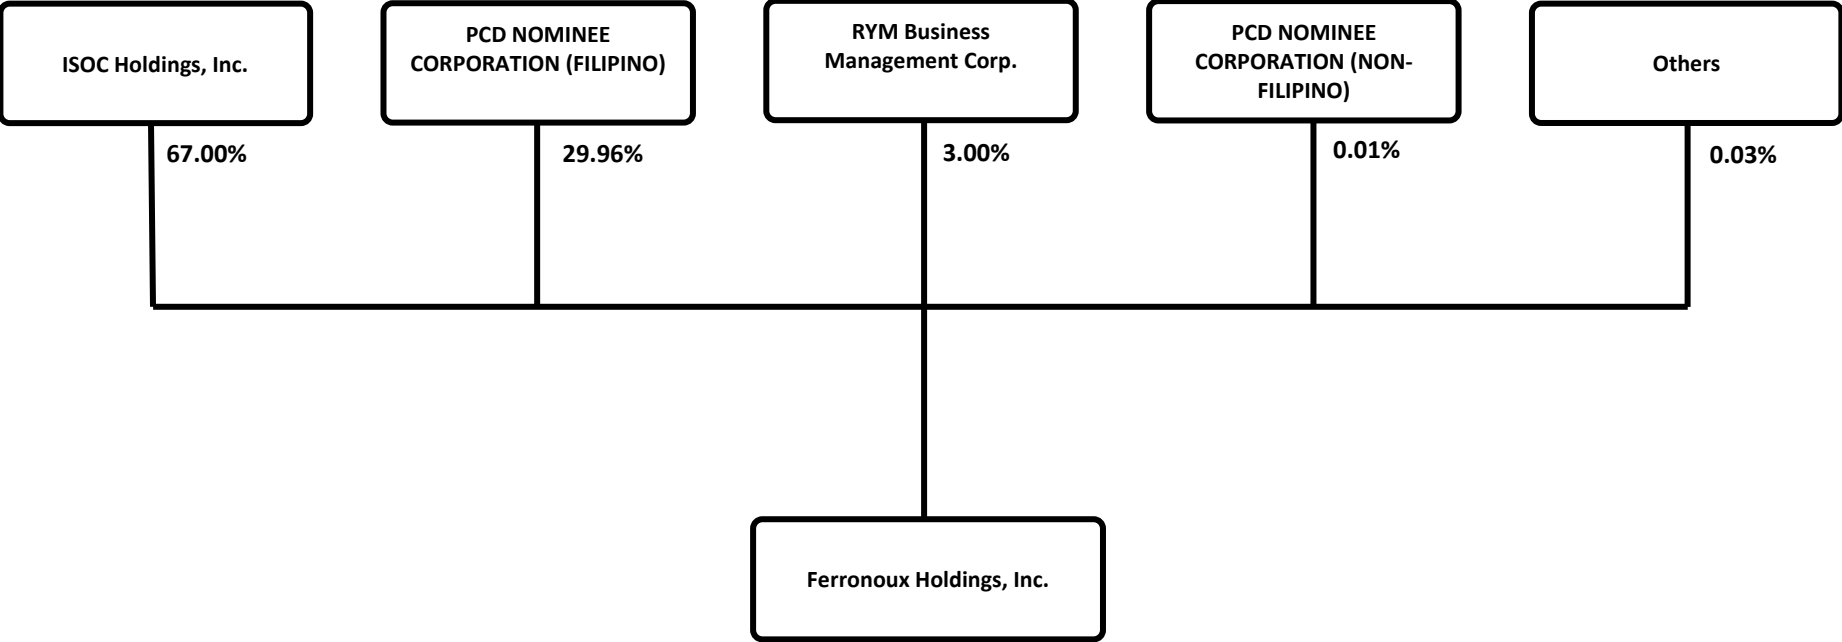 ISOC Holdings, Inc.
PCD NOMINEE
CORPORATION (FILIPINO)
RYM Business
Management Corp.
PCD NOMINEE
CORPORATION (NON-
FILIPINO)
Others
67.00%
29.96%
3.00%
0.01%
0.03%
Ferronoux Holdings, Inc.